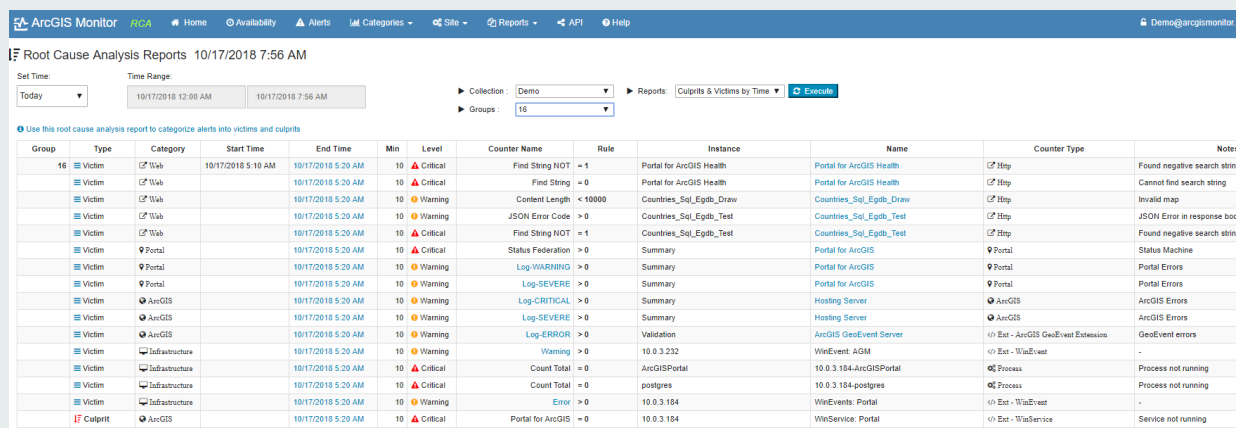 ArcGIS Monitor RCA Home Availability Alerts Categories Site Reports API Help Demo@arcgismonitor.
Root Cause Analysis Reports 10/17/2018 7:56 AM
Set Time: Time Range:
Today 10/17/2018 12:00 AM 10/17/2018 7:56 AM Collection : Demo Reports: Culprits & Victims by Time Execute
Groups : 16
Use this root cause analysis report to categorize alerts into victims and culprits
Group Type Category Start Time End Time Min Level Counter Name Rule Instance Name Counter Type Notes
16 Victim Web 10/17/2018 5:10 AM 10/17/2018 5:20 AM 10 Critical Find String NOT = 1 Portal for ArcGIS Health Portal for ArcGIS Health Http Found negative search strin
Victim Web 10/17/2018 5:20 AM 10 Critical Find String = 0 Portal for ArcGIS Health Portal for ArcGIS Health Http Cannot find search string
Victim Web 10/17/2018 5:20 AM 10 Warning Content Length < 10000 Countries_Sql_Egdb_Draw Countries_Sql_Egdb_Draw Http Invalid map
Victim Web 10/17/2018 5:20 AM 10 Warning JSON Error Code > 0 Countries_Sql_Egdb_Test Countries_Sql_Egdb_Test Http JSON Error in response bod
Victim Web 10/17/2018 5:20 AM 10 Critical Find String NOT = 1 Countries_Sql_Egdb_Test Countries_Sql_Egdb_Test Http Found negative search strin
Victim Portal 10/17/2018 5:20 AM 10 Critical Status Federation > 0 Summary Portal for ArcGIS Portal Status Machine
Victim Portal 10/17/2018 5:20 AM 10 Warning Log-WARNING > 0 Summary Portal for ArcGIS Portal Portal Errors
Victim Portal 10/17/2018 5:20 AM 10 Warning Log-SEVERE > 0 Summary Portal for ArcGIS Portal Portal Errors
Victim ArcGIS 10/17/2018 5:20 AM 10 Warning Log-CRITICAL > 0 Summary Hosting Server ArcGIS ArcGIS Errors
Victim ArcGIS 10/17/2018 5:20 AM 10 Warning Log-SEVERE > 0 Summary Hosting Server ArcGIS ArcGIS Errors
Victim ArcGIS 10/17/2018 5:20 AM 10 Warning Log-ERROR > 0 Validation ArcGIS GeoEvent Server Ext - ArcGIS GeoEvent Extension GeoEvent errors
Victim Infrastructure 10/17/2018 5:20 AM 10 Warning Warning > 0 10.0.3.232 WinEvent: AGM Ext - WinEvent -
Victim Infrastructure 10/17/2018 5:20 AM 10 Critical Count Total = 0 ArcGISPortal 10.0.3.184-ArcGISPortal Process Process not running
Victim Infrastructure 10/17/2018 5:20 AM 10 Critical Count Total = 0 postgres 10.0.3.184-postgres Process Process not running
Victim Infrastructure 10/17/2018 5:20 AM 10 Warning Error > 0 10.0.3.184 WinEvents: Portal Ext - WinEvent -
Culprit ArcGIS 10/17/2018 5:20 AM 10 Critical Portal for ArcGIS = 0 10.0.3.184 WinService: Portal Ext - WinService Service not running